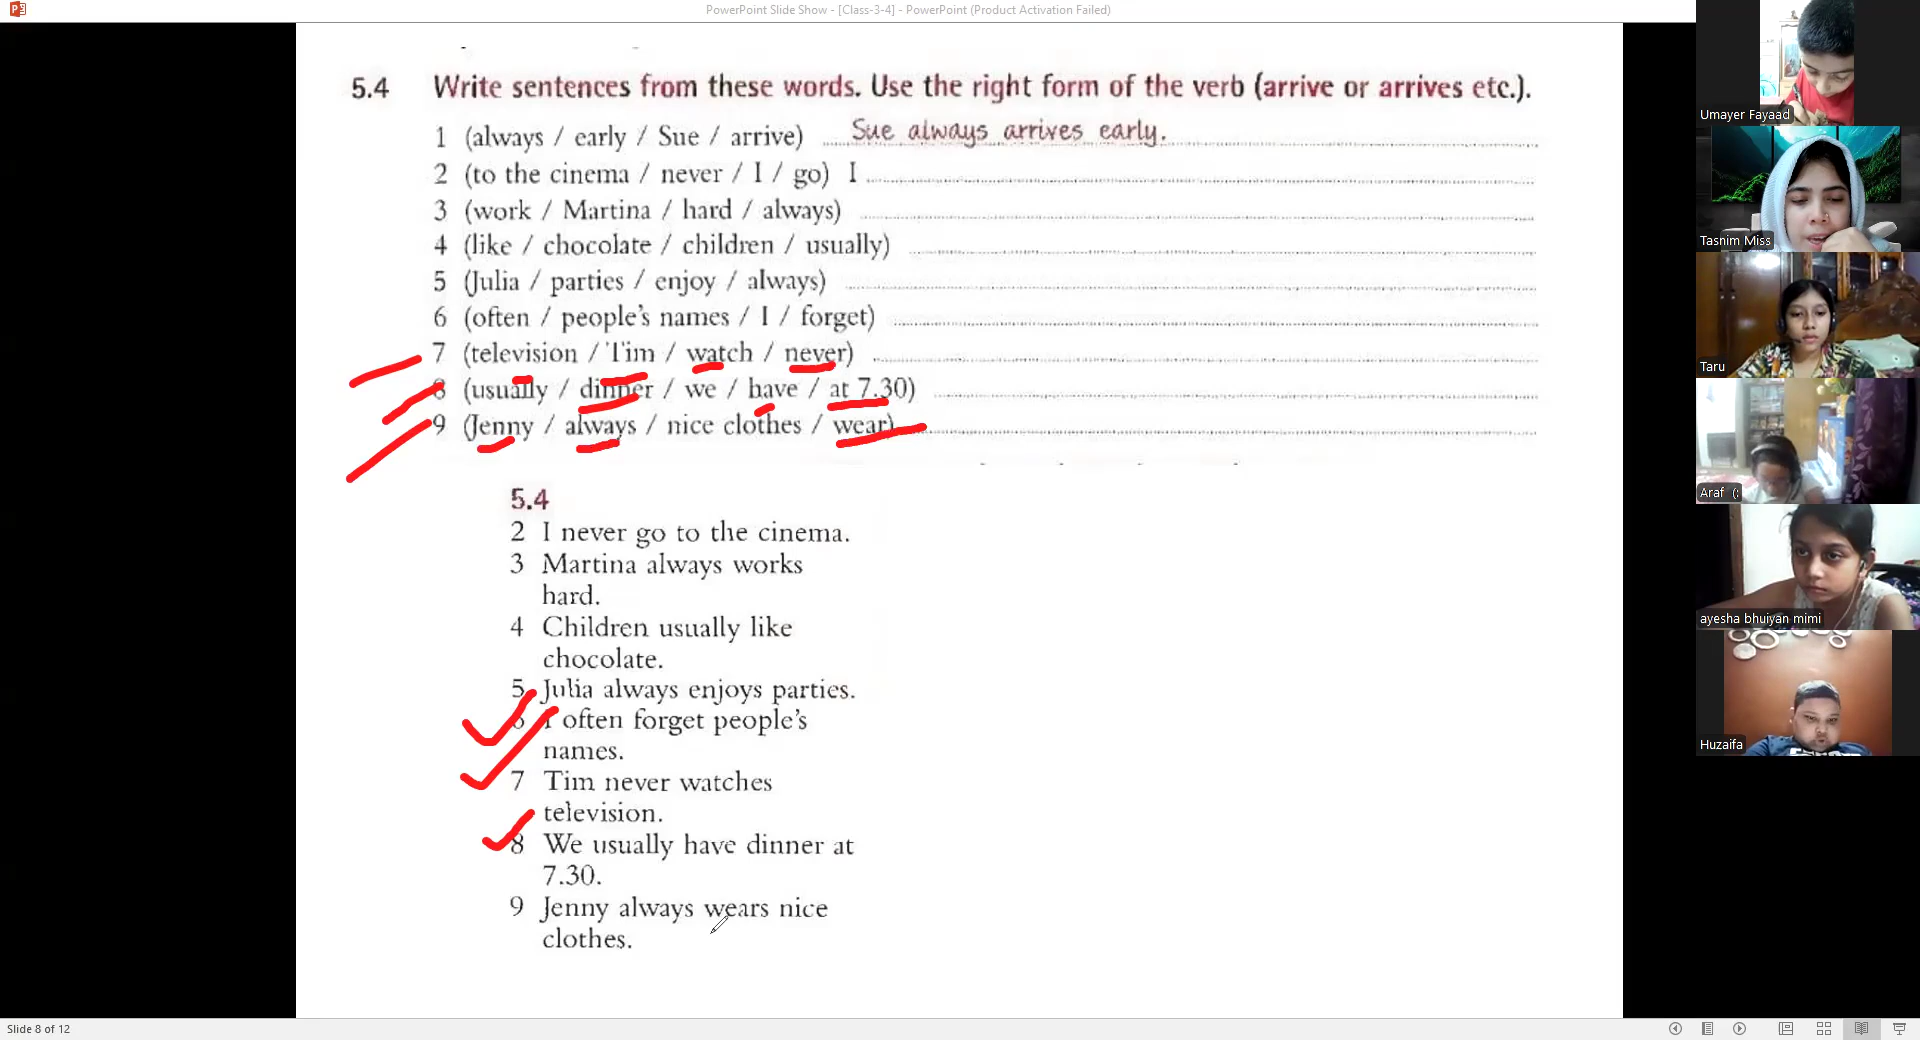 PowerPoint Slide Show - [Class-3-4] - PowerPoint (Product Activation Failed)
5.4 Write sentences from these words. Use the right form of the verb (arrive or arrives etc.).
1 (always / early / Sue / arrive) Sue always arrives early.
2 (to the cinema / never / I / go) I
3 (work / Martina / hard / always)
4 (like / chocolate / children / usually)
5 (Julia / parties / enjoy / always)
6 (often / people's names / I / forget)
7 (television / Tim / watch / never)
8 (usually / dinner / we / have / at 7.30)
9 (Jenny / always / nice clothes / wear)
5.4
2 I never go to the cinema.
3 Martina always works
hard.
4 Children usually like
chocolate.
5 Julia always enjoys parties.
6 I often forget people's
names.
7 Tim never watches
television.
8 We usually have dinner at
7.30.
9 Jenny always wears nice
clothes.
Umayer Fayaad
Tashim Miss
Taru
Araf (:
ayesha bhuiyan mimi
Huzaifa
Slide 8 of 12